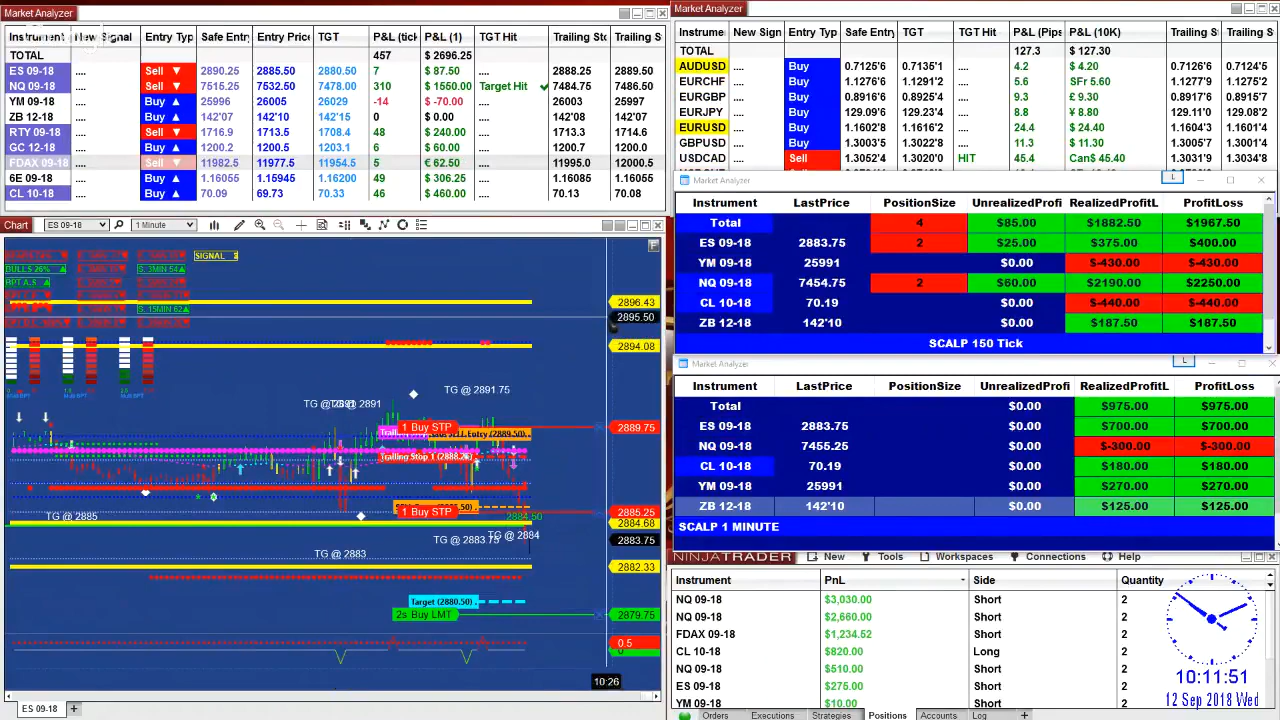 Market Analyzer
Instrument New Signal Entry Typ Safe Entry Entry Price TGT P&L (tick P&L (1) TGT Hit Trailing Sto Trailing S
TOTAL 457 $ 2696.25
ES 09-18 .... Sell 2890.25 2885.50 2880.50 7 $ 87.50 .... 2888.25 2889.50
NQ 09-18 .... Sell 7515.25 7532.50 7478.00 310 $ 1550.00 Target Hit 7484.75 7486.50
YM 09-18 .... Buy 25996 26005 26029 -14 $ -70.00 .... 26003 25997
ZB 12-18 .... Buy 142'07 142'10 142'15 0 $ 0.00 .... 142'08 142'07
RTY 09-18 .... Sell 1716.9 1713.5 1708.4 48 $ 240.00 .... 1713.3 1714.6
GC 12-18 .... Buy 1200.2 1200.5 1203.1 6 $ 60.00 .... 1200.7 1200.0
FDAX 09-18 .... Sell 11982.5 11977.5 11954.5 5 € 62.50 .... 11995.0 12000.5
6E 09-18 .... Buy 1.16055 1.15945 1.16200 49 $ 306.25 .... 1.16085 1.16055
CL 10-18 .... Buy 70.09 69.73 70.33 46 $ 460.00 .... 70.13 70.08
Market Analyzer
Instrume New Sign Entry Typ Safe Entry TGT TGT Hit P&L (Pips P&L (10K) Trailing S Trailing S
TOTAL 127.3 $ 127.30
AUDUSD .... Buy 0.7125'6 0.7135'1 .... 4.2 $ 4.20 0.7126'6 0.7124'5
EURCHF .... Buy 1.1276'6 1.1291'2 .... 5.6 SFr 5.60 1.1277'9 1.1275'3
EURGBP .... Buy 0.8916'6 0.8925'4 .... 9.3 £ 9.30 0.8917'6 0.8915'7
EURJPY .... Buy 129.09'6 129.23'4 .... 8.8 ¥ 8.80 129.11'0 129.08'2
EURUSD .... Buy 1.1602'8 1.1616'2 .... 24.4 $ 24.40 1.1604'3 1.1601'4
GBPUSD .... Buy 1.3003'5 1.3022'8 .... 11.3 $ 11.30 1.3005'7 1.3001'4
USDCAD .... Sell 1.3052'4 1.3020'0 HIT 45.4 Can$ 45.40 1.3031'9 1.3034'8
Market Analyzer L
Instrument LastPrice PositionSize UnrealizedProfi RealizedProfitL ProfitLoss
Total 4 $85.00 $1882.50 $1967.50
ES 09-18 2883.75 2 $25.00 $375.00 $400.00
YM 09-18 25991 $0.00 $-430.00 $-430.00
NQ 09-18 7454.75 2 $60.00 $2190.00 $2250.00
CL 10-18 70.19 $0.00 $-440.00 $-440.00
ZB 12-18 142'10 $0.00 $187.50 $187.50
SCALP 150 Tick
Market Analyzer L
Instrument LastPrice PositionSize UnrealizedProfi RealizedProfitL ProfitLoss
Total $0.00 $975.00 $975.00
ES 09-18 2883.75 $0.00 $700.00 $700.00
NQ 09-18 7455.25 $0.00 $-300.00 $-300.00
CL 10-18 70.19 $0.00 $180.00 $180.00
YM 09-18 25991 $0.00 $270.00 $270.00
ZB 12-18 142'10 $0.00 $125.00 $125.00
SCALP 1 MINUTE
NINJATRADER New Tools Workspaces Connections Help
Instrument PnL Side Quantity
NQ 09-18 $3,030.00 Short 2
NQ 09-18 $2,660.00 Short 2
FDAX 09-18 $1,234.52 Short 2
CL 10-18 $820.00 Long 2
NQ 09-18 $510.00 Short 2
ES 09-18 $275.00 Short 2
YM 09-18 $10.00 Short 2
10:11:51
12 Sep 2018 Wed
Orders Executions Strategies Positions Accounts Log +
Chart ES 09-18 1 Minute
SIGNAL 2
BULLS 26% S. 3MIN 54
S. 15MIN 62
2896.43
2895.50
2894.08
TG @ 2891.75
TG @ 2891
1 Buy STP 2889.75
Trailing Stop 1 (2888.25)
1 Buy STP 2885.25
TG @ 2885 2884.50 2884.68
TG @ 2883.75 TG @ 2884 2883.75
TG @ 2883
2882.33
Target (2880.50)
2s Buy LMT 2879.75
0.5
10:26
ES 09-18 +